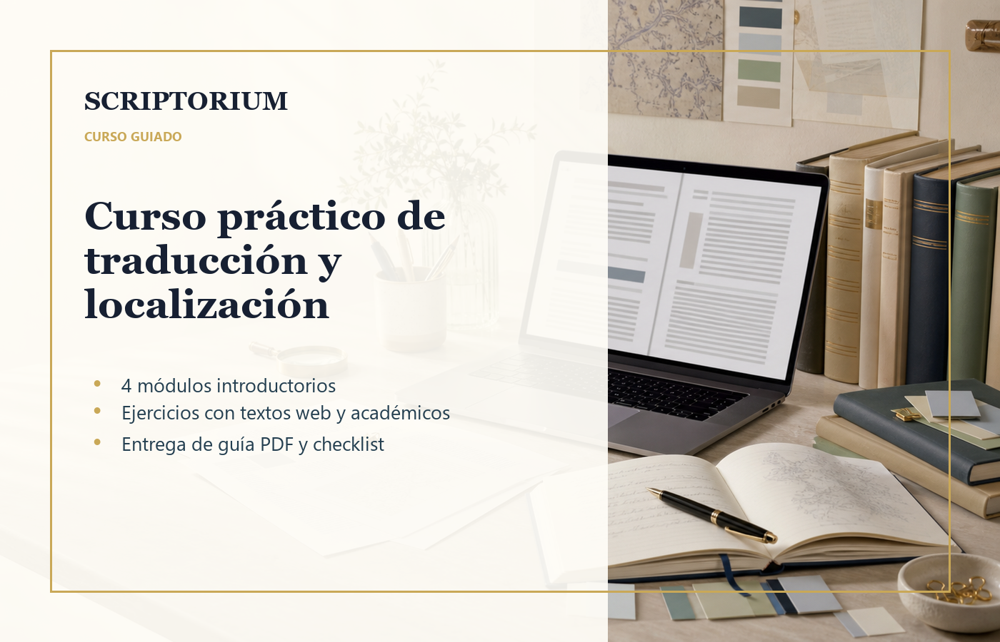 SCRIPTORIUM
CURSO GUIADO
Curso práctico de
traducción y
localización
• 4 módulos introductorios
• Ejercicios con textos web y académicos
• Entrega de guía PDF y checklist